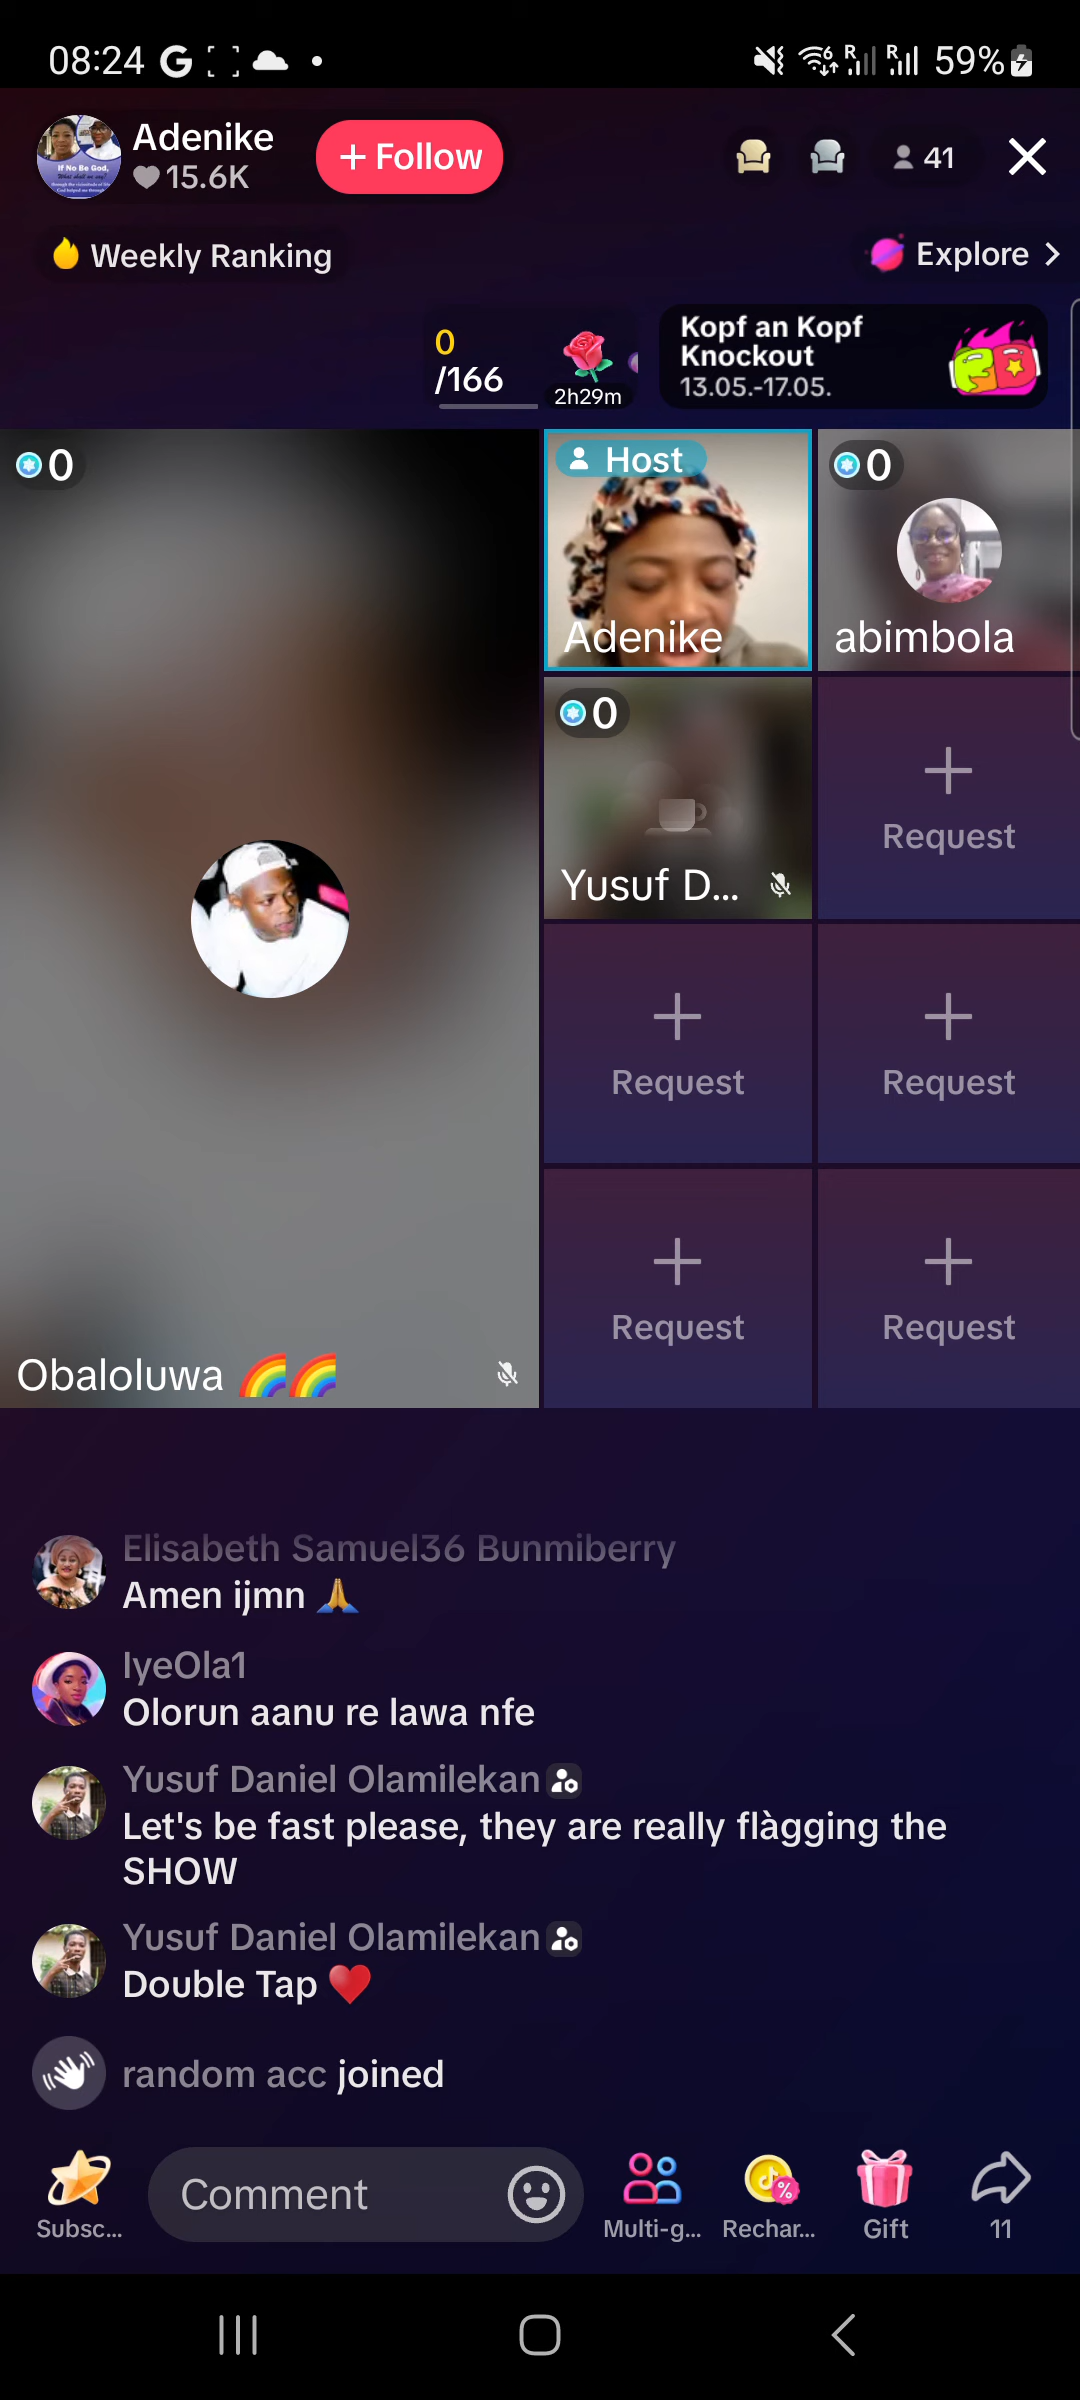 08:24
59%
Adenike
15.6K
+ Follow
41
Weekly Ranking
Explore
0
/166
2h29m
Kopf an Kopf
Knockout
13.05.-17.05.
0
Host
Adenike
0
abimbola
0
Yusuf D...
Request
Request
Request
Request
Request
Obaloluwa 🌈🌈
Elisabeth Samuel36 Bunmiberry
Amen ijmn 🙏
IyeOla1
Olorun aanu re lawa nfe
Yusuf Daniel Olamilekan
Let's be fast please, they are really flàgging the
SHOW
Yusuf Daniel Olamilekan
Double Tap ❤️
random acc joined
Comment
Subsc...
Multi-g...
Rechar...
Gift
11